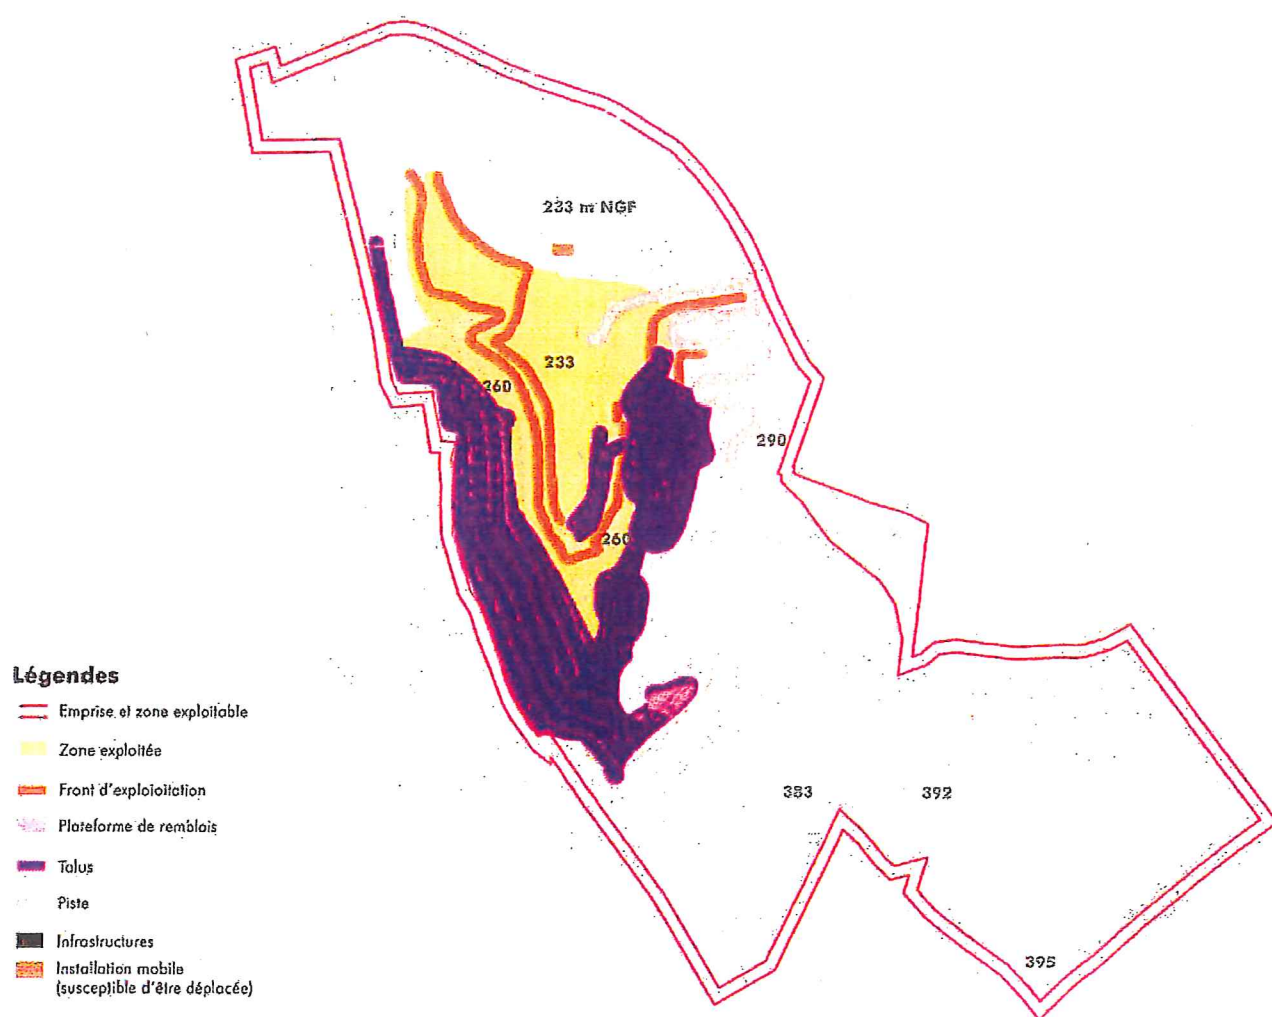 233 m NGF
233
260
290
260
Légendes
Emprise et zone exploitable
Zone exploitée
Front d'exploioitation
Plateforme de remblais
Talus
Piste
383
392
Infrastructures
Installation mobile
(susceptible d'être déplacée)
395